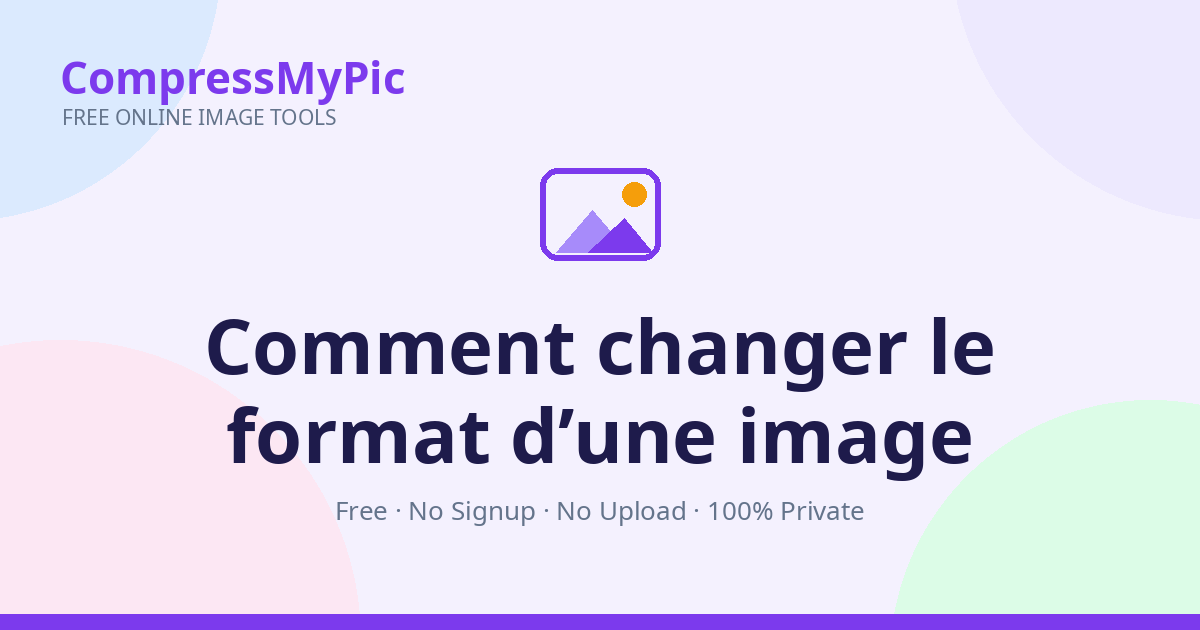 CompressMyPic
FREE ONLINE IMAGE TOOLS
Comment changer le
format d’une image
Free · No Signup · No Upload · 100% Private